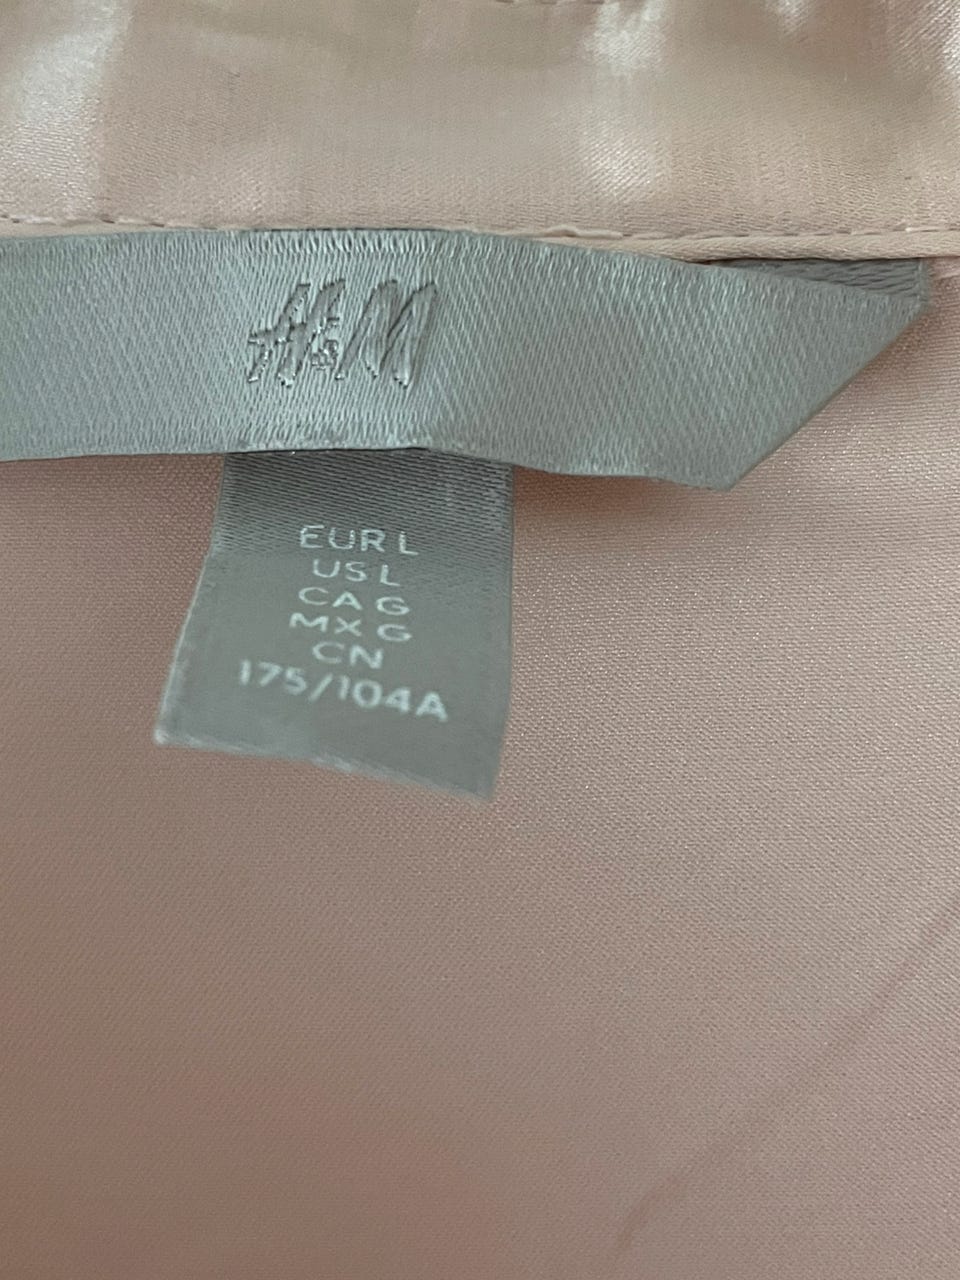 H&M
EUR L
US L
CA G
MX G
CN
175/104A